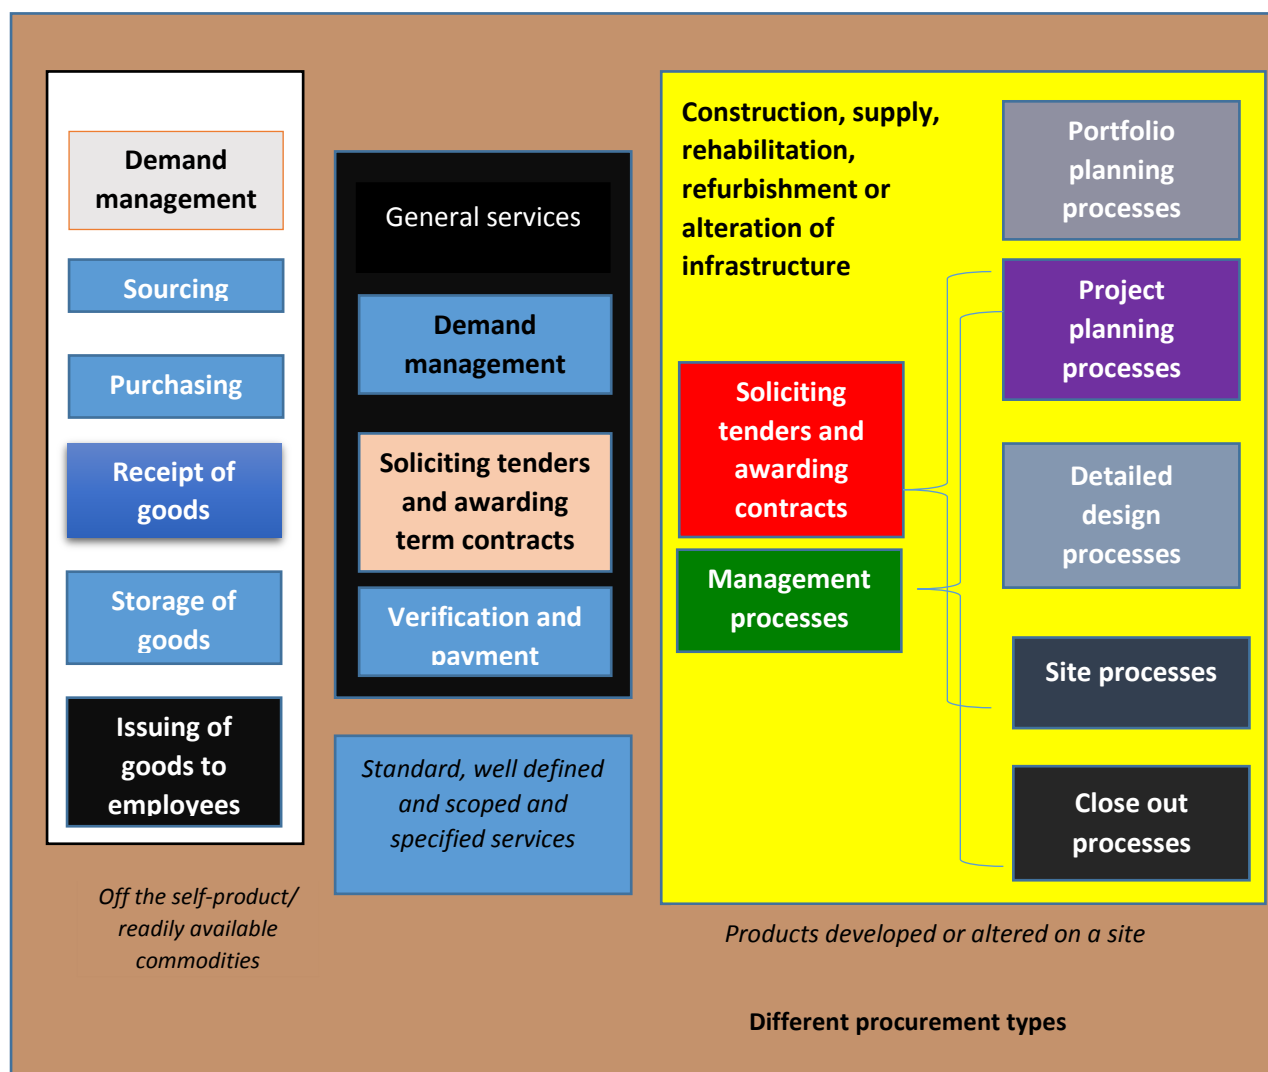 Demand
management
Sourcing
Purchasing
Receipt of
goods
Storage of
goods
Issuing of
goods to
employees
Off the self-product/
readily available
commodities
General services
Demand
management
Soliciting tenders
and awarding
term contracts
Verification and
payment
Standard, well defined
and scoped and
specified services
Construction, supply,
rehabilitation,
refurbishment or
alteration of
infrastructure
Soliciting
tenders and
awarding
contracts
Management
processes
Portfolio
planning
processes
Project
planning
processes
Detailed
design
processes
Site processes
Close out
processes
Products developed or altered on a site
Different procurement types